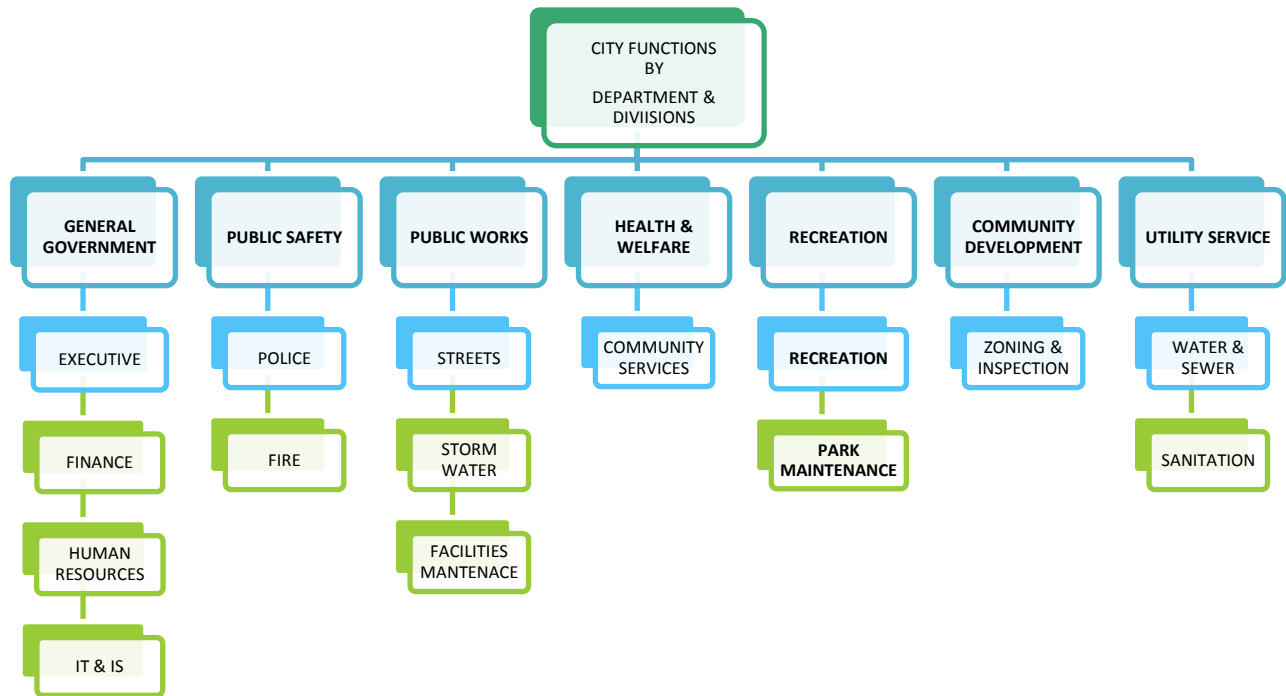 CITY FUNCTIONS
BY
DEPARTMENT &
DIVIISIONS
GENERAL
GOVERNMENT
PUBLIC SAFETY
PUBLIC WORKS
HEALTH &
WELFARE
RECREATION
COMMUNITY
DEVELOPMENT
UTILITY SERVICE
EXECUTIVE
POLICE
STREETS
COMMUNITY
SERVICES
RECREATION
ZONING &
INSPECTION
WATER &
SEWER
FINANCE
FIRE
STORM
WATER
PARK
MAINTENANCE
SANITATION
HUMAN
RESOURCES
FACILITIES
MANTENACE
IT & IS